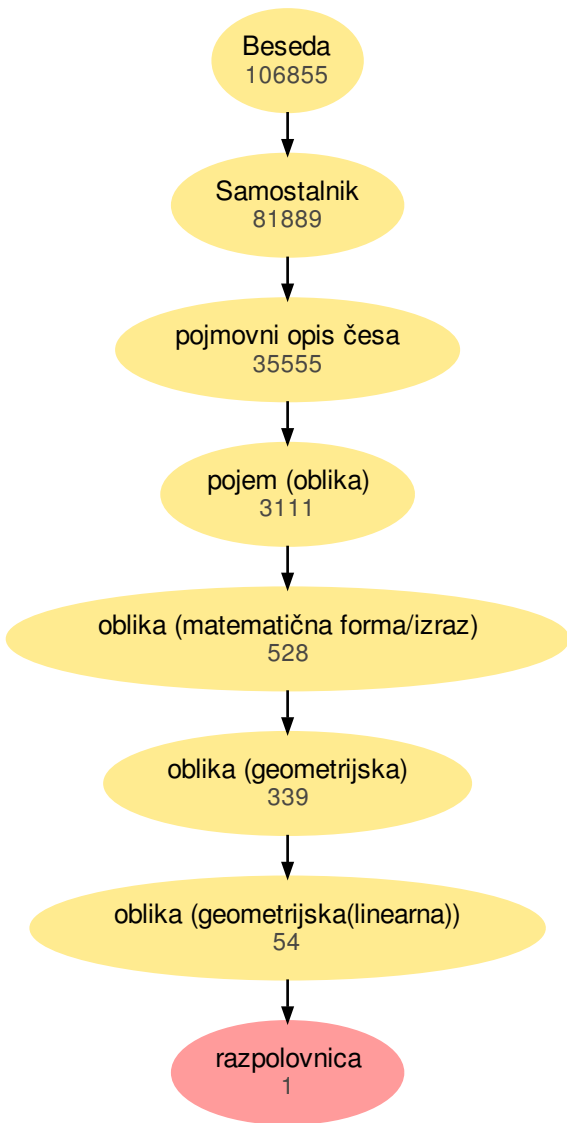 Beseda
106855
Samostalnik
81889
pojmovni opis česa
35555
pojem (oblika)
3111
oblika (matematična forma/izraz)
528
oblika (geometrijska)
339
oblika (geometrijska(linearna))
54
razpolovnica
1